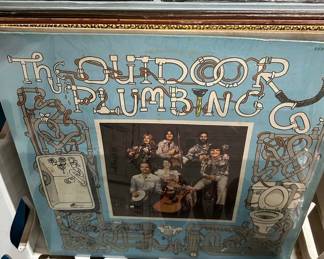 The OUTDOOR
PLUMBING Co